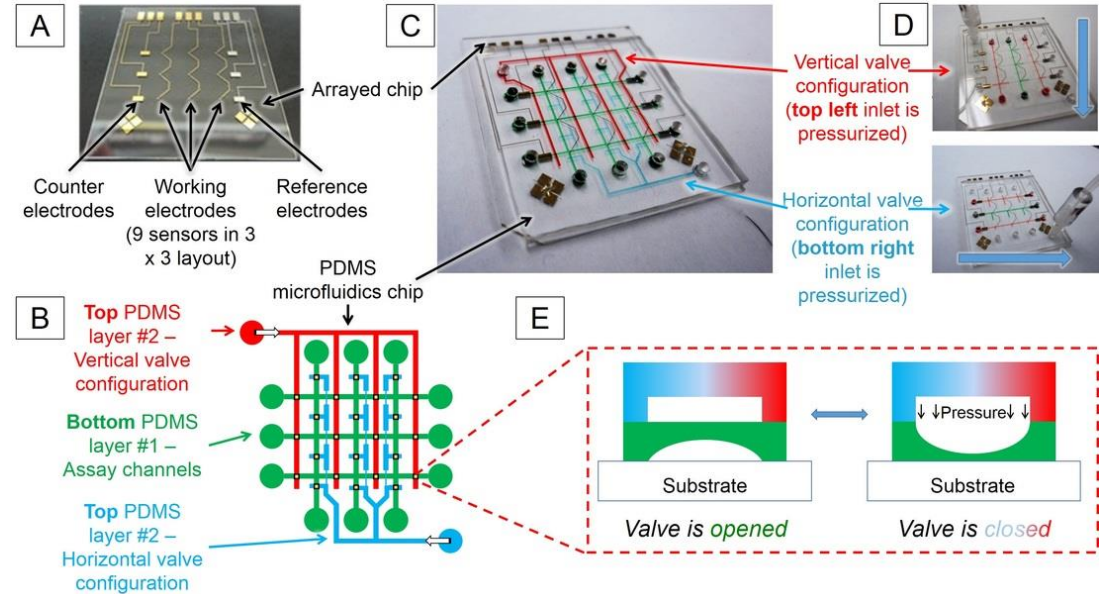 A
Arrayed chip
Counter
electrodes
Working
electrodes
(9 sensors in 3
x 3 layout)
Reference
electrodes
C
D
Vertical valve
configuration
(top left inlet is
pressurized)
Horizontal valve
configuration
(bottom right
inlet is
pressurized)
PDMS
microfluidics chip
B
Top PDMS
layer #2 –
Vertical valve
configuration
Bottom PDMS
layer #1 –
Assay channels
Top PDMS
layer #2 –
Horizontal valve
configuration
E
Pressure
Substrate
Substrate
Valve is opened
Valve is closed